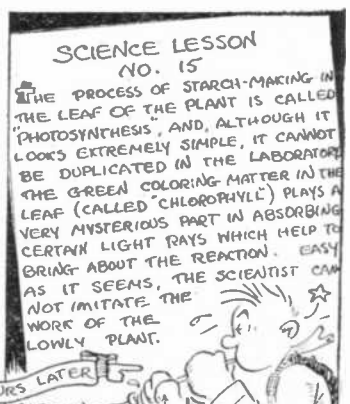 SCIENCE LESSON
NO. 15
THE PROCESS OF STARCH-MAKING IN
THE LEAF OF THE PLANT IS CALLED
"PHOTOSYNTHESIS", AND, ALTHOUGH IT
LOOKS EXTREMELY SIMPLE, IT CANNOT
BE DUPLICATED IN THE LABORATORY
THE GREEN COLORING MATTER IN THE
LEAF (CALLED "CHLOROPHYLL") PLAYS A
VERY MYSTERIOUS PART IN ABSORBING
CERTAIN LIGHT RAYS WHICH HELP TO
BRING ABOUT THE REACTION. EASY
AS IT SEEMS, THE SCIENTIST CAN
NOT IMITATE THE
WORK OF THE
LOWLY PLANT.
URS LATER